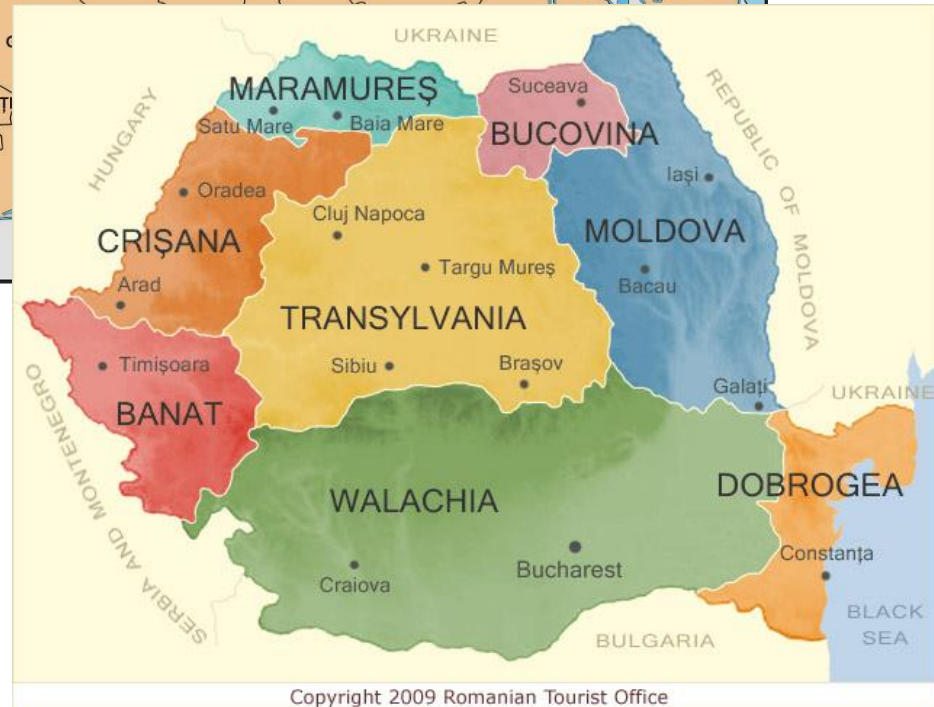 UKRAINE
MARAMUREŞ
Suceava
Satu Mare
Baia Mare
BUCOVINA
HUNGARY
REPUBLIC OF MOLDOVA
Oradea
Iaşi
Cluj Napoca
CRIŞANA
MOLDOVA
Targu Mureş
Bacau
Arad
TRANSYLVANIA
Timişoara
Sibiu
Braşov
Galaţi
UKRAINE
BANAT
SERBIA AND MONTENEGRO
WALACHIA
DOBROGEA
Bucharest
Constanţa
Craiova
BLACK
SEA
BULGARIA
Copyright 2009 Romanian Tourist Office